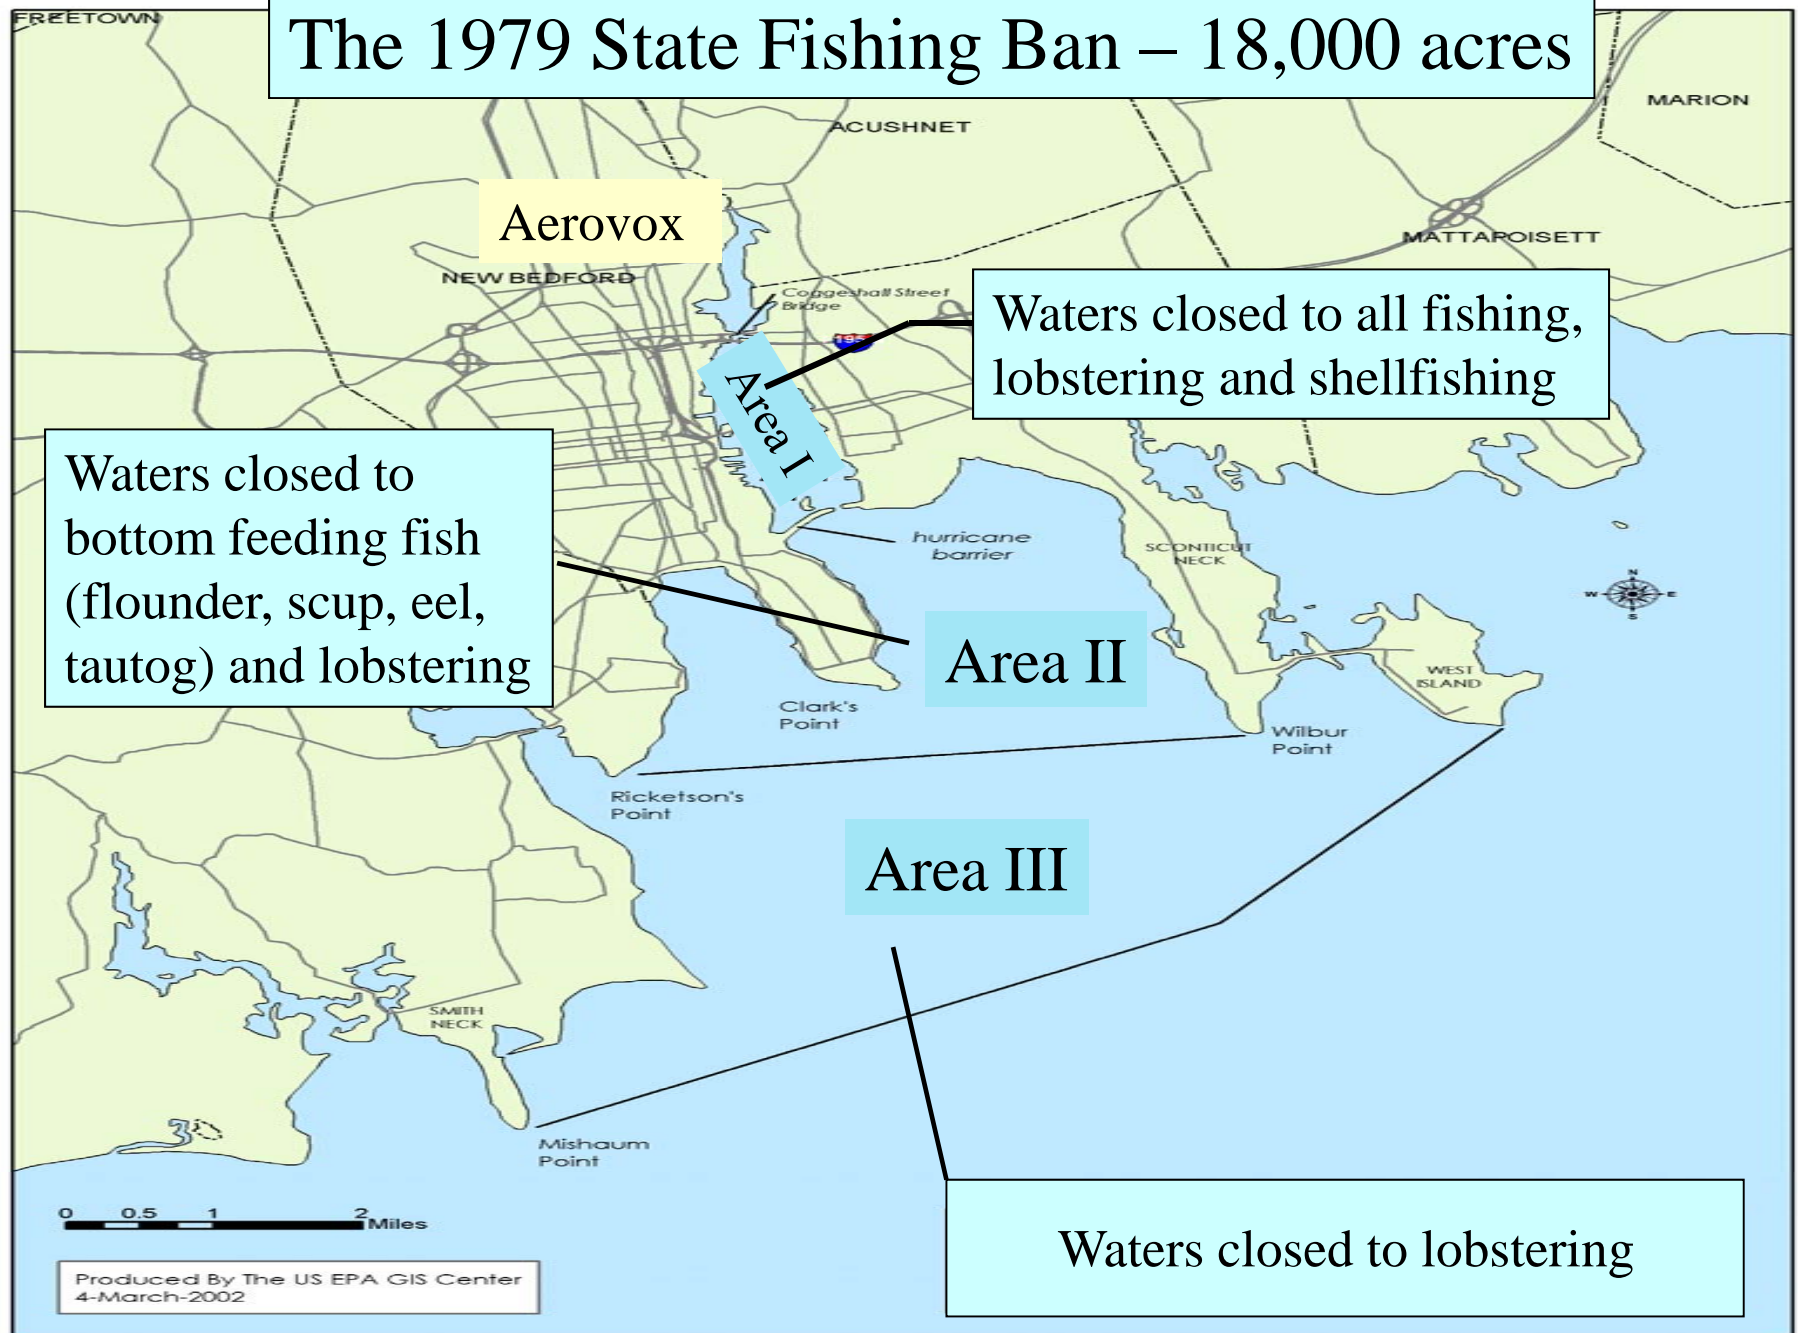 FREETOWN
The 1979 State Fishing Ban – 18,000 acres
MARION
ACUSHNET
Aerovox
MATTAPOISETT
NEW BEDFORD
Coggeshall Street
Bridge
195
Waters closed to all fishing,
lobstering and shellfishing
Area I
Waters closed to
bottom feeding fish
(flounder, scup, eel,
tautog) and lobstering
hurricane
barrier
SCONTICUT
NECK
N
W
E
S
Area II
WEST
ISLAND
Clark's
Point
Wilbur
Point
Ricketson's
Point
Area III
SMITH
NECK
Mishaum
Point
0 0.5 1 2 Miles
Waters closed to lobstering
Produced By The US EPA GIS Center
4-March-2002